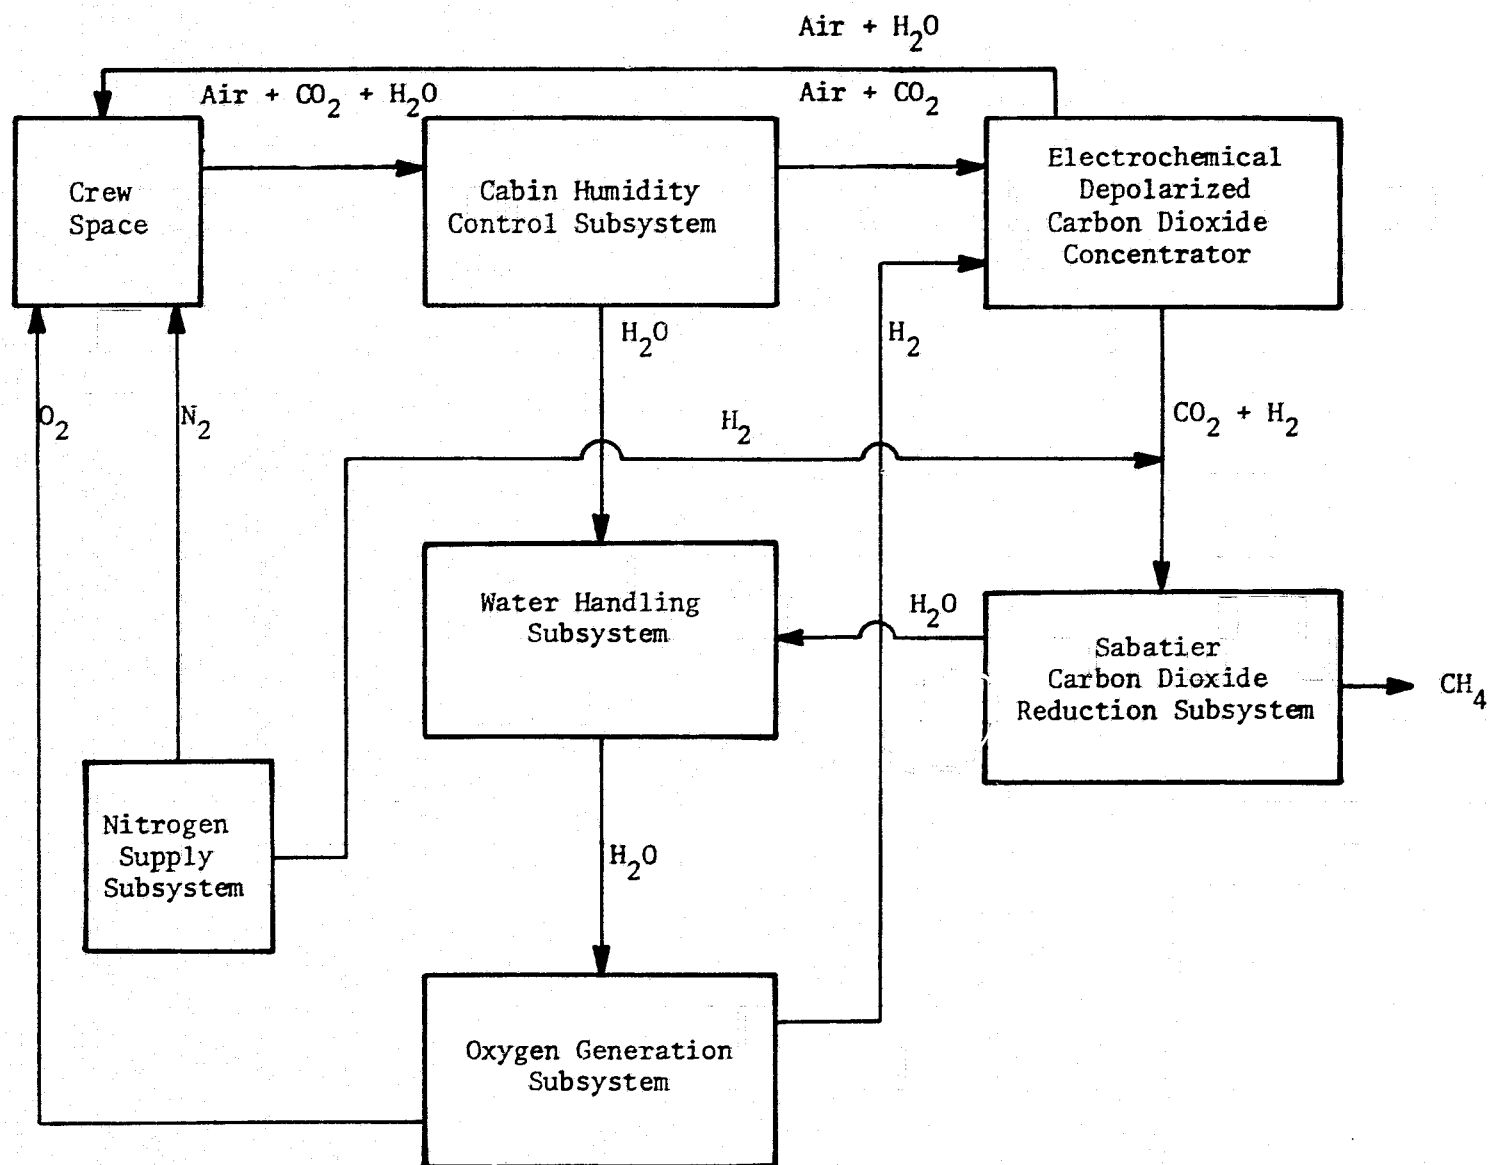 Air + H2O
Air + CO2 + H2O
Air + CO2
Crew
Space
Cabin Humidity
Control Subsystem
Electrochemical
Depolarized
Carbon Dioxide
Concentrator
H2O
H2
O2
N2
H2
CO2 + H2
Water Handling
Subsystem
H2O
Sabatier
Carbon Dioxide
Reduction Subsystem
CH4
Nitrogen
Supply
Subsystem
H2O
Oxygen Generation
Subsystem